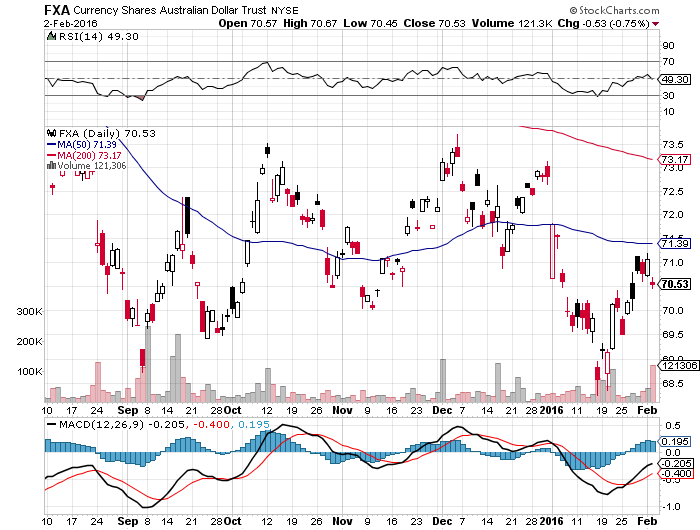 FXA Currency Shares Australian Dollar Trust NYSE © StockCharts.com
2-Feb-2016 Open 70.57 High 70.67 Low 70.45 Close 70.53 Volume 121.3K Chg -0.53 (-0.75%)
RSI(14) 49.30
90
70
49.30
30
10
FXA (Daily) 70.53
MA(50) 71.39
MA(200) 73.17
Volume 121,306
73.5
73.17
73.0
72.5
72.0
71.5
71.39
71.0
70.53
70.0
69.5
69.0
121306
68.5
300K
200K
100K
10 17 24 Sep 8 14 21 28 Oct 12 19 26 Nov 9 16 23 Dec 7 14 21 28 2016 11 19 25 Feb
MACD(12,26,9) -0.205, -0.400, 0.195
0.5
0.195
0.0
-0.205
-0.400
-1.0
10 17 24 Sep 8 14 21 28 Oct 12 19 26 Nov 9 16 23 Dec 7 14 21 28 2016 11 19 25 Feb